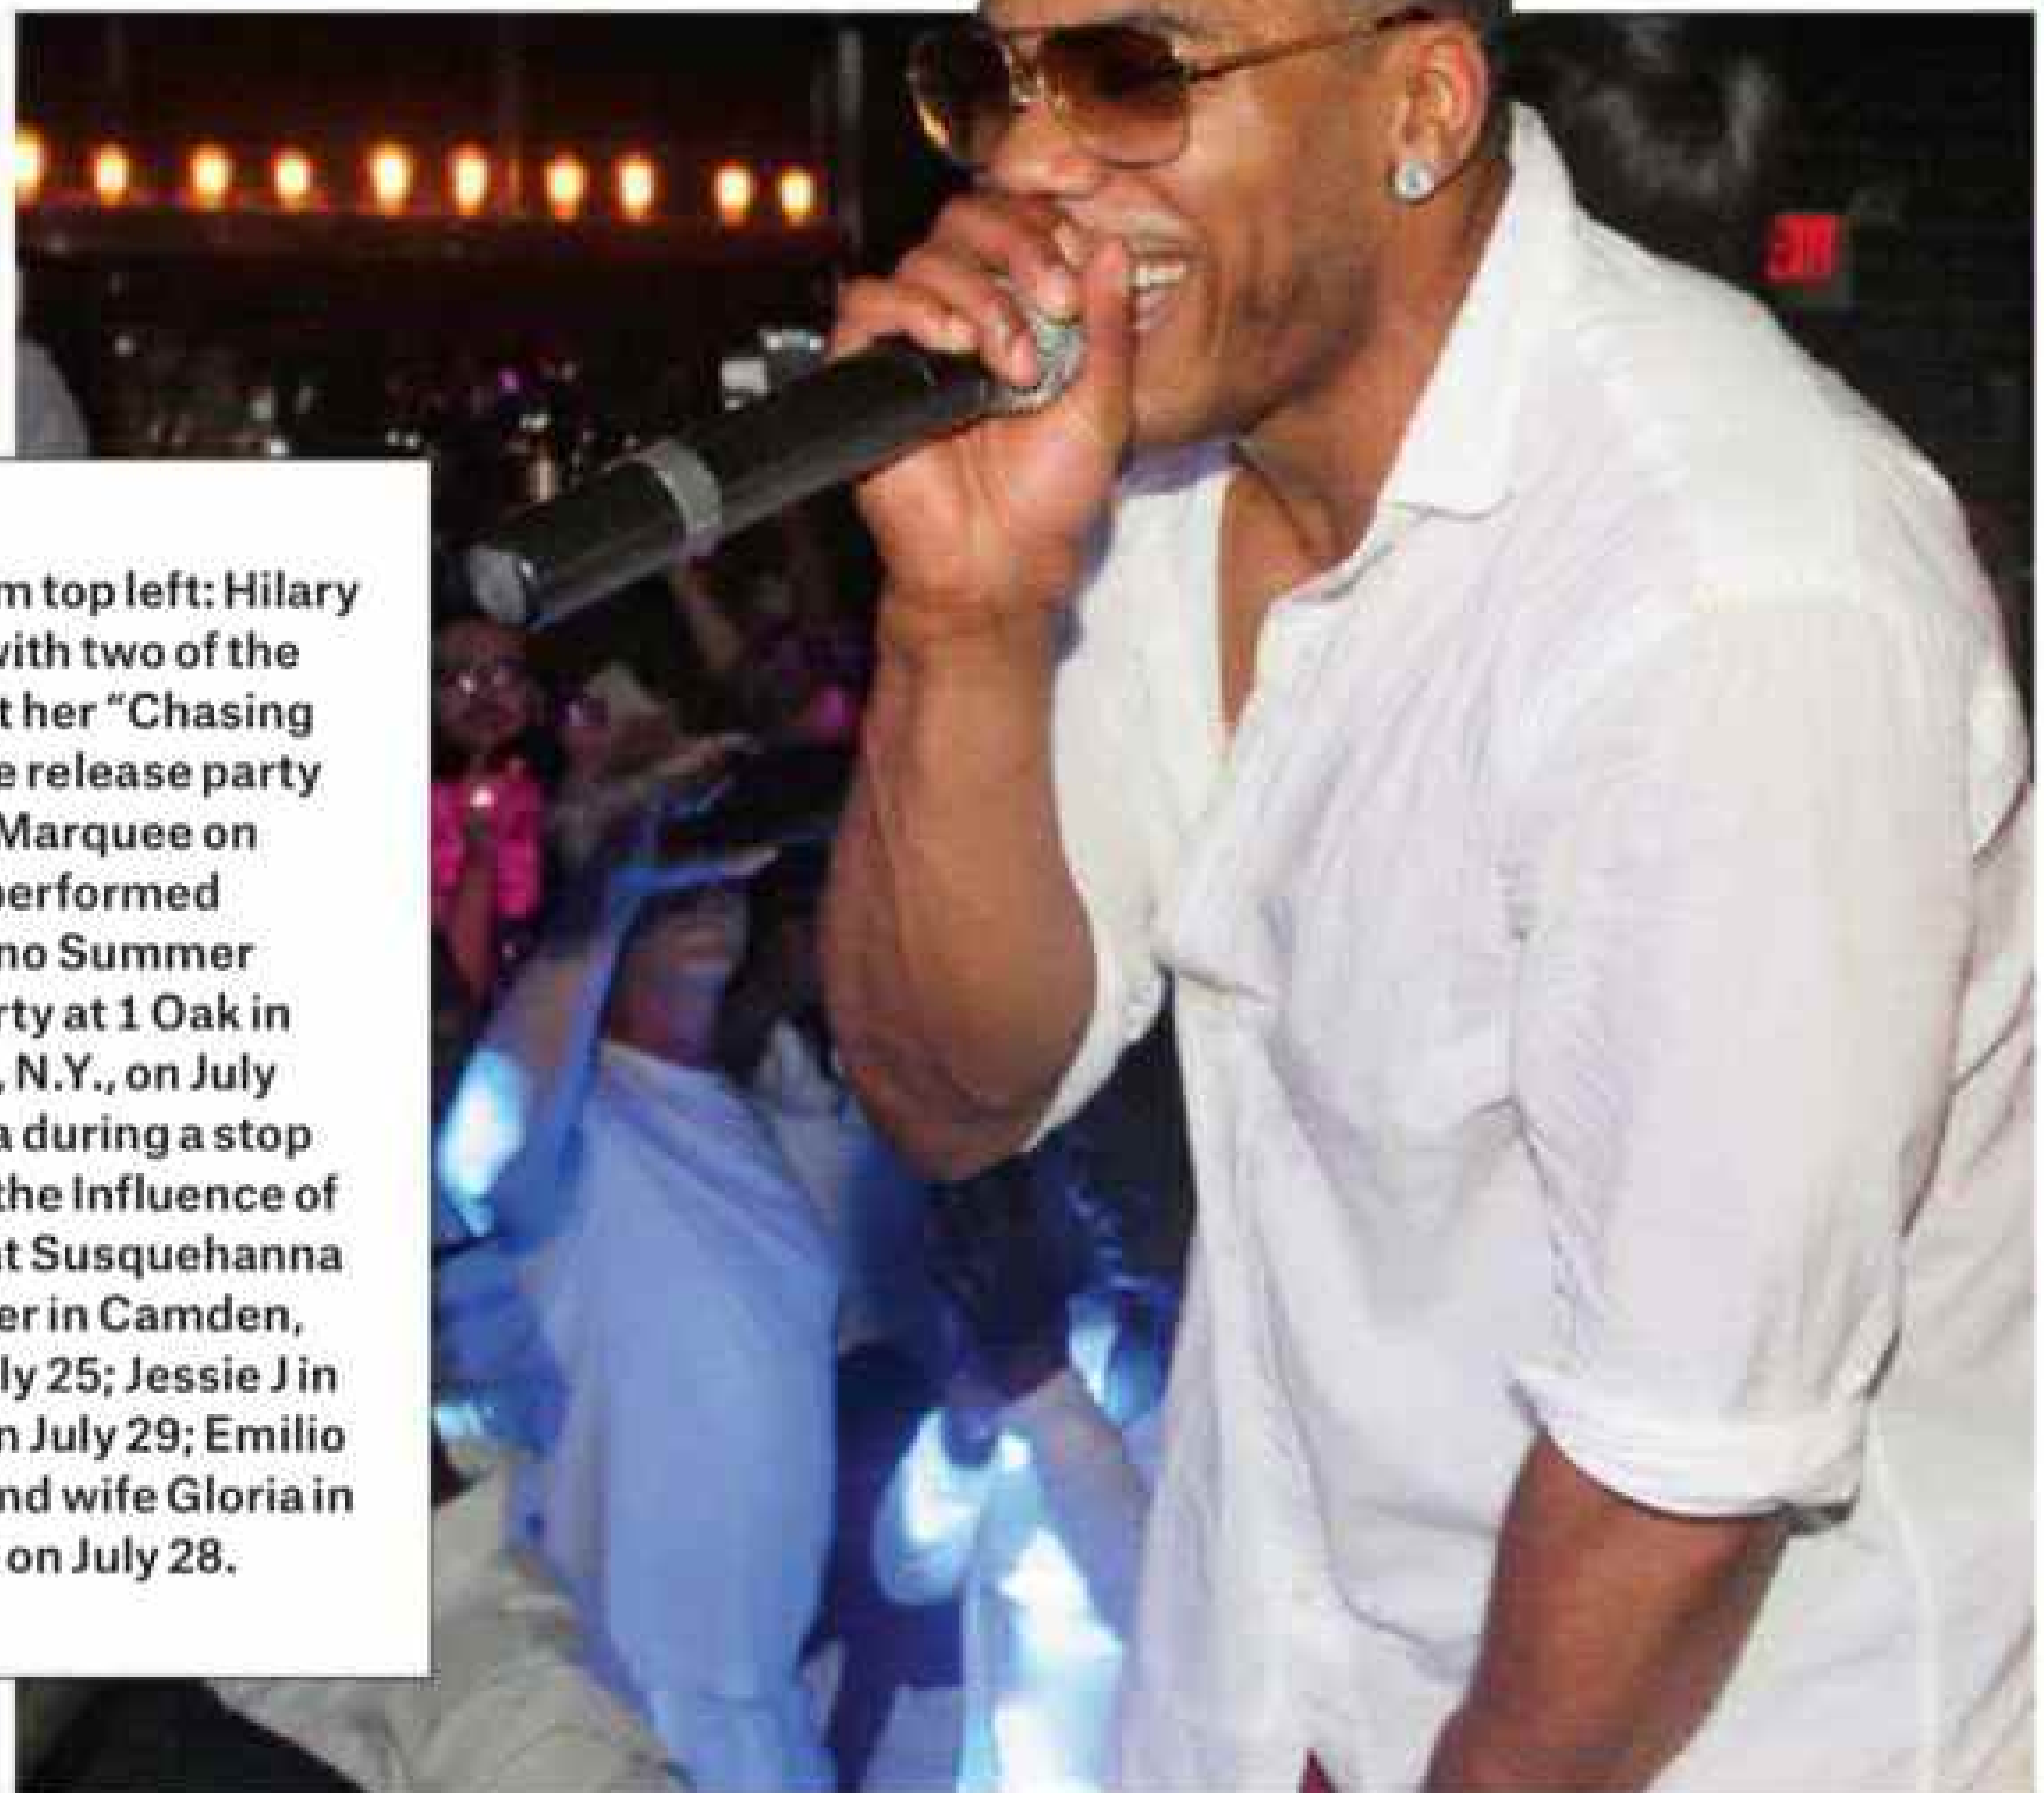 m top left: Hilary
with two of the
t her “Chasing
e release party
Marquee on
performed
no Summer
rty at 1 Oak in
, N.Y., on July
a during a stop
the Influence of
at Susquehanna
er in Camden,
ly 25; Jessie J in
n July 29; Emilio
nd wife Gloria in
on July 28.